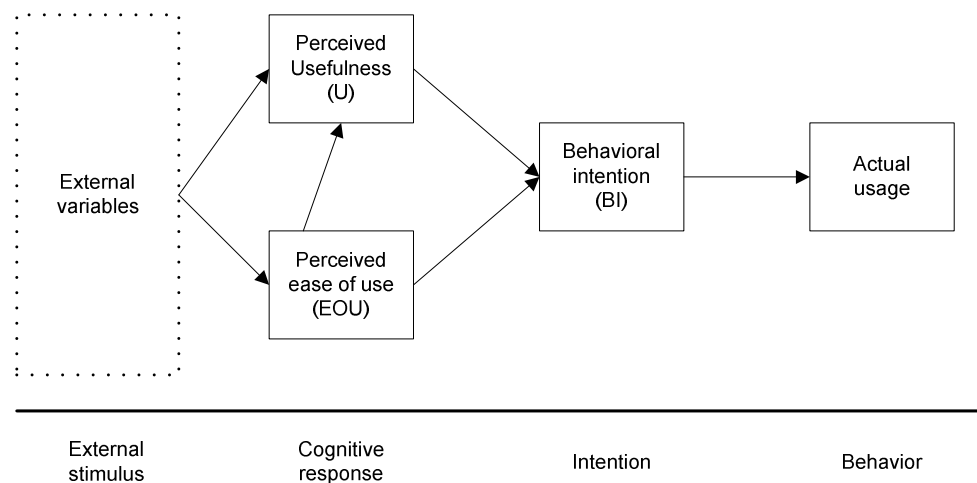 External
variables
Perceived
Usefulness
(U)
Perceived
ease of use
(EOU)
Behavioral
intention
(BI)
Actual
usage
External
stimulus
Cognitive
response
Intention
Behavior